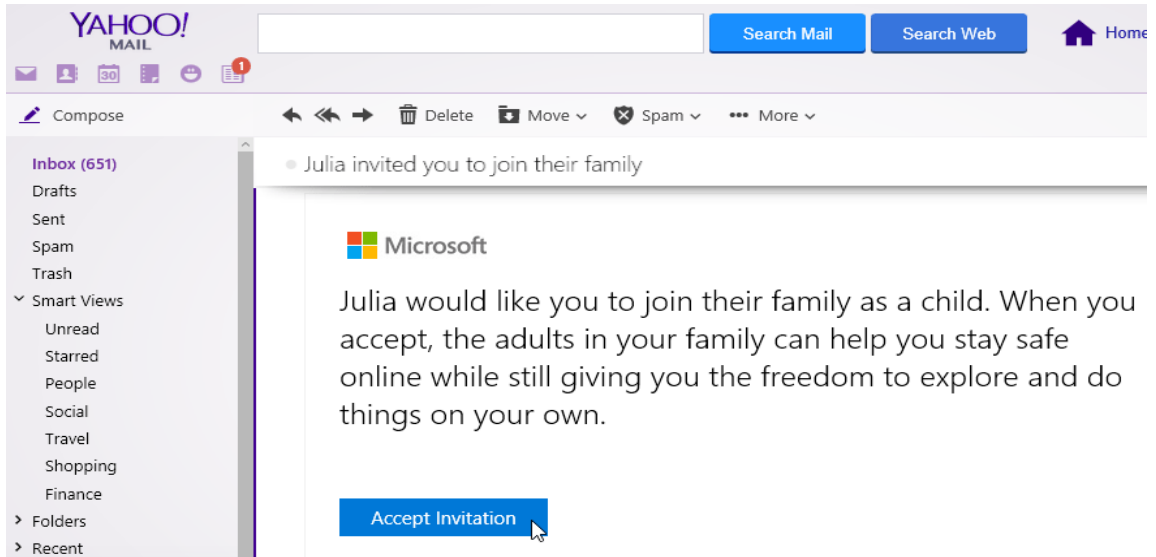 YAHOO!
MAIL
Search Mail
Search Web
Home
30
1
Compose
Delete
Move
Spam
More
Inbox (651)
Drafts
Sent
Spam
Trash
Smart Views
Unread
Starred
People
Social
Travel
Shopping
Finance
Folders
Recent
Julia invited you to join their family
Microsoft
Julia would like you to join their family as a child. When you
accept, the adults in your family can help you stay safe
online while still giving you the freedom to explore and do
things on your own.
Accept Invitation